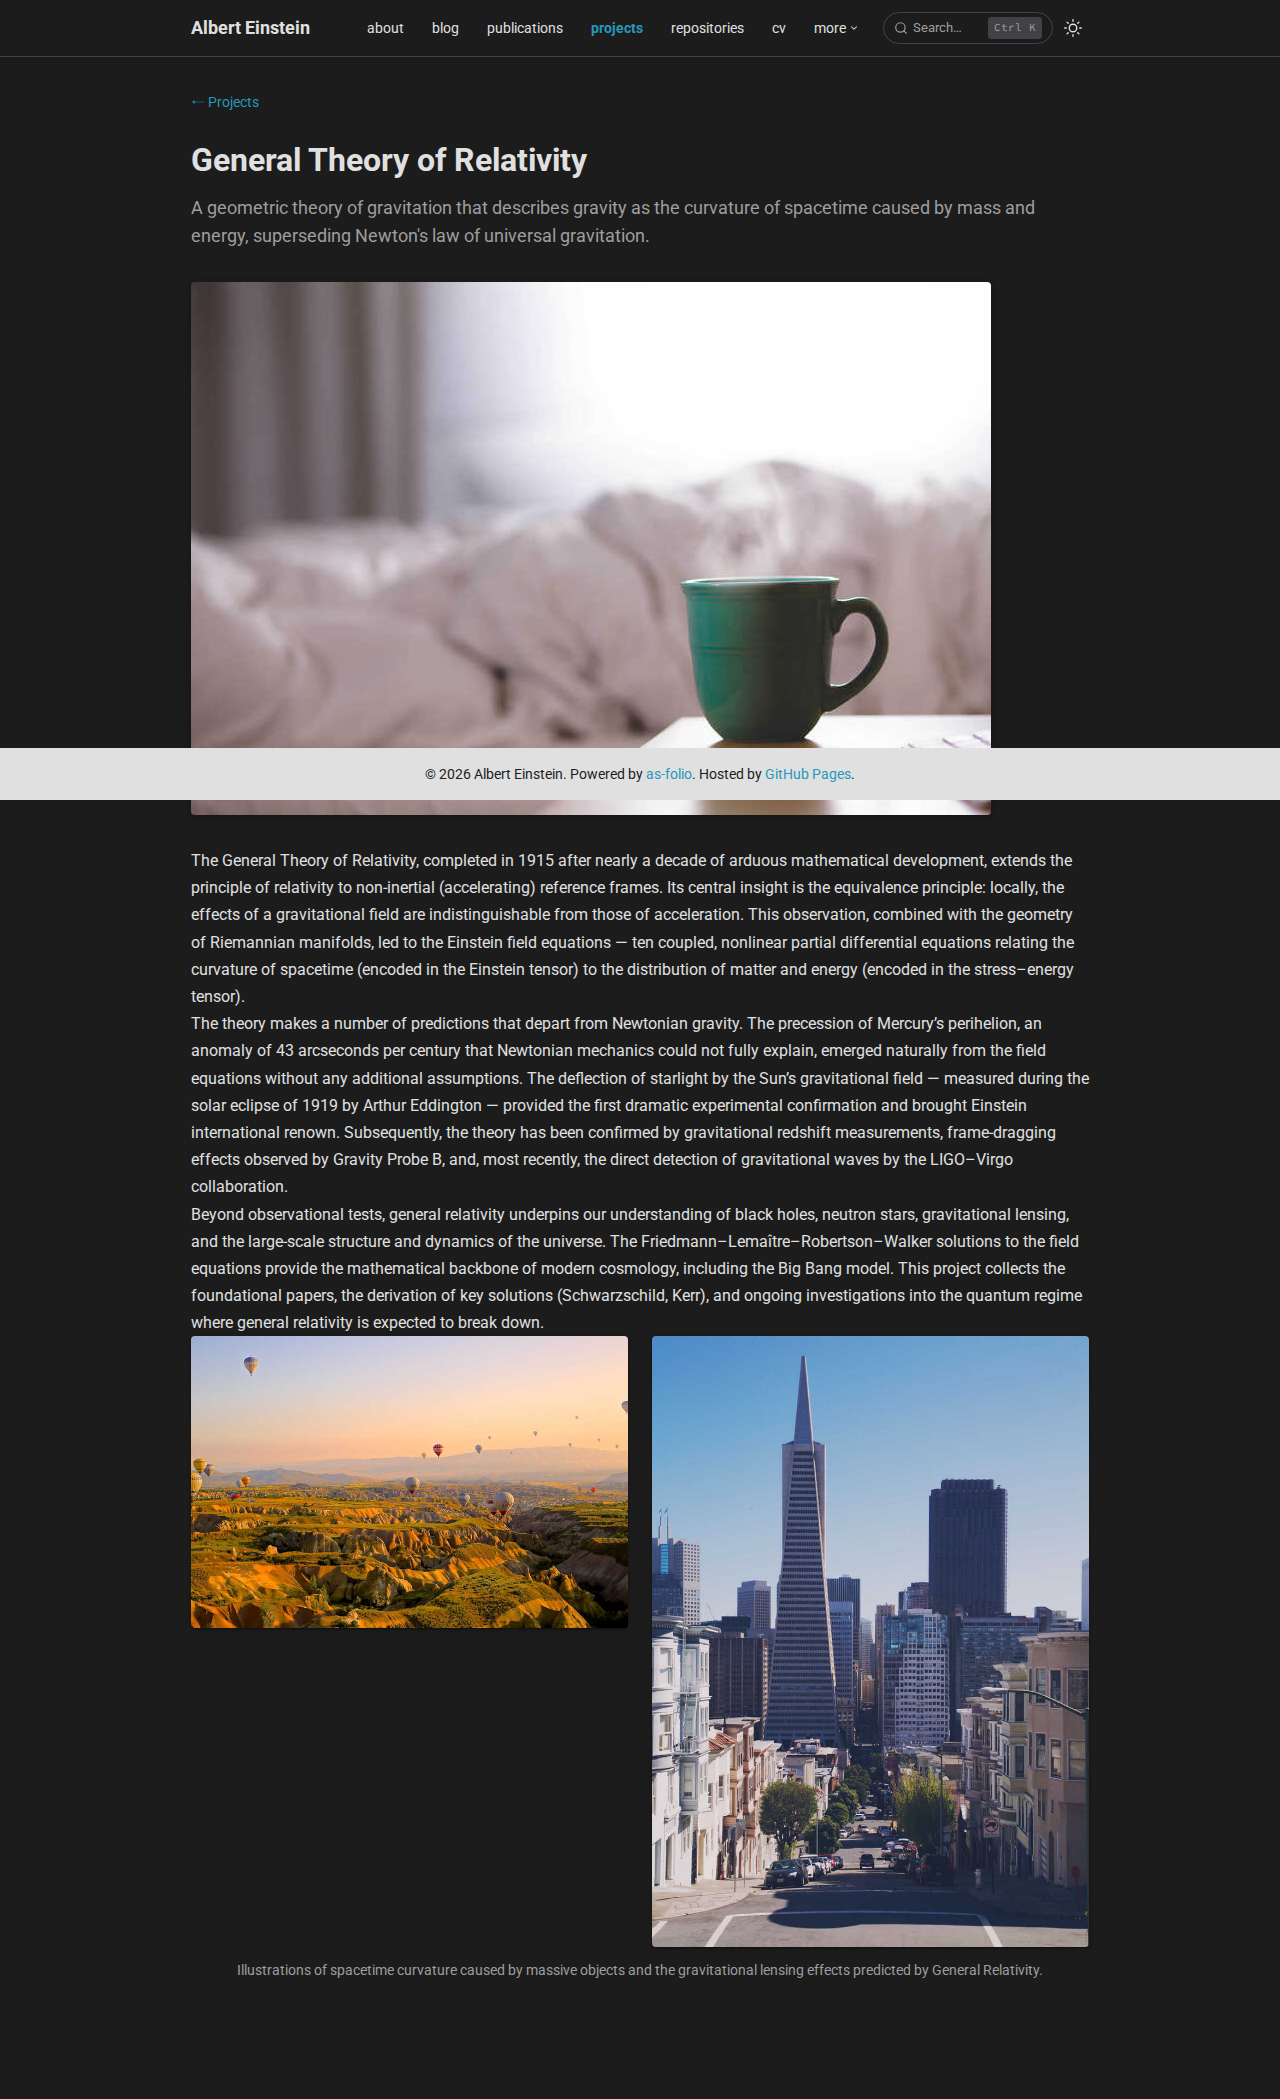 Albert Einstein
about
blog
publications
projects
repositories
cv
more
Search...
Ctrl K
← Projects
General Theory of Relativity
A geometric theory of gravitation that describes gravity as the curvature of spacetime caused by mass and
energy, superseding Newton's law of universal gravitation.
© 2026 Albert Einstein. Powered by as-folio. Hosted by GitHub Pages.
The General Theory of Relativity, completed in 1915 after nearly a decade of arduous mathematical development, extends the
principle of relativity to non-inertial (accelerating) reference frames. Its central insight is the equivalence principle: locally, the
effects of a gravitational field are indistinguishable from those of acceleration. This observation, combined with the geometry
of Riemannian manifolds, led to the Einstein field equations — ten coupled, nonlinear partial differential equations relating the
curvature of spacetime (encoded in the Einstein tensor) to the distribution of matter and energy (encoded in the stress–energy
tensor).
The theory makes a number of predictions that depart from Newtonian gravity. The precession of Mercury’s perihelion, an
anomaly of 43 arcseconds per century that Newtonian mechanics could not fully explain, emerged naturally from the field
equations without any additional assumptions. The deflection of starlight by the Sun’s gravitational field — measured during the
solar eclipse of 1919 by Arthur Eddington — provided the first dramatic experimental confirmation and brought Einstein
international renown. Subsequently, the theory has been confirmed by gravitational redshift measurements, frame-dragging
effects observed by Gravity Probe B, and, most recently, the direct detection of gravitational waves by the LIGO–Virgo
collaboration.
Beyond observational tests, general relativity underpins our understanding of black holes, neutron stars, gravitational lensing,
and the large-scale structure and dynamics of the universe. The Friedmann–Lemaître–Robertson–Walker solutions to the field
equations provide the mathematical backbone of modern cosmology, including the Big Bang model. This project collects the
foundational papers, the derivation of key solutions (Schwarzschild, Kerr), and ongoing investigations into the quantum regime
where general relativity is expected to break down.
Illustrations of spacetime curvature caused by massive objects and the gravitational lensing effects predicted by General Relativity.